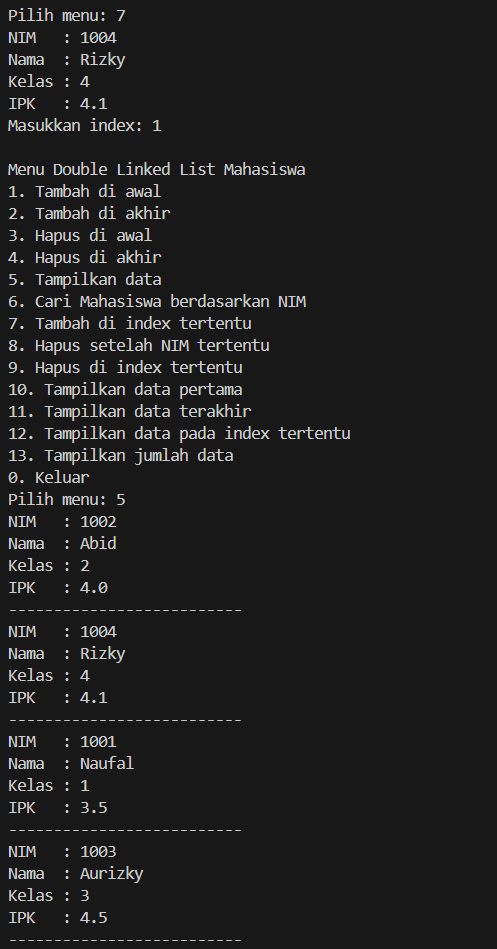 Pilih menu: 7
NIM   : 1004
Nama  : Rizky
Kelas : 4
IPK   : 4.1
Masukkan index: 1

Menu Double Linked List Mahasiswa
1. Tambah di awal
2. Tambah di akhir
3. Hapus di awal
4. Hapus di akhir
5. Tampilkan data
6. Cari Mahasiswa berdasarkan NIM
7. Tambah di index tertentu
8. Hapus setelah NIM tertentu
9. Hapus di index tertentu
10. Tampilkan data pertama
11. Tampilkan data terakhir
12. Tampilkan data pada index tertentu
13. Tampilkan jumlah data
0. Keluar
Pilih menu: 5
NIM   : 1002
Nama  : Abid
Kelas : 2
IPK   : 4.0
--------------------------
NIM   : 1004
Nama  : Rizky
Kelas : 4
IPK   : 4.1
--------------------------
NIM   : 1001
Nama  : Naufal
Kelas : 1
IPK   : 3.5
--------------------------
NIM   : 1003
Nama  : Aurizky
Kelas : 3
IPK   : 4.5
--------------------------